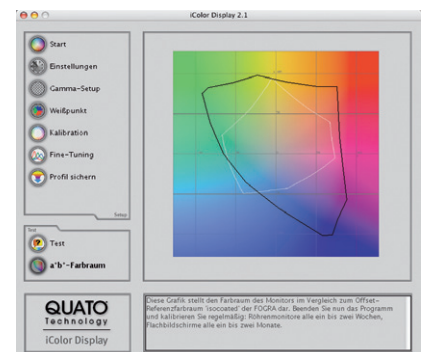 iColor Display 2.1
Start
Einstellungen
Gamma-Setup
Weißpunkt
Kalibration
Fine-Tuning
Profil sichern
Setup
Test
Test
a*b*-Farbraum
QUATO
Technology
iColor Display
Diese Grafik stellt den Farbraum des Monitors im Vergleich zum Offset-
Referenzfarbraum 'isocoated' der FOGRA dar. Beenden Sie nun das Programm
und kalibrieren Sie regelmäßig: Röhrenmonitore alle ein bis zwei Wochen,
Flachbildschirme alle ein bis zwei Monate.